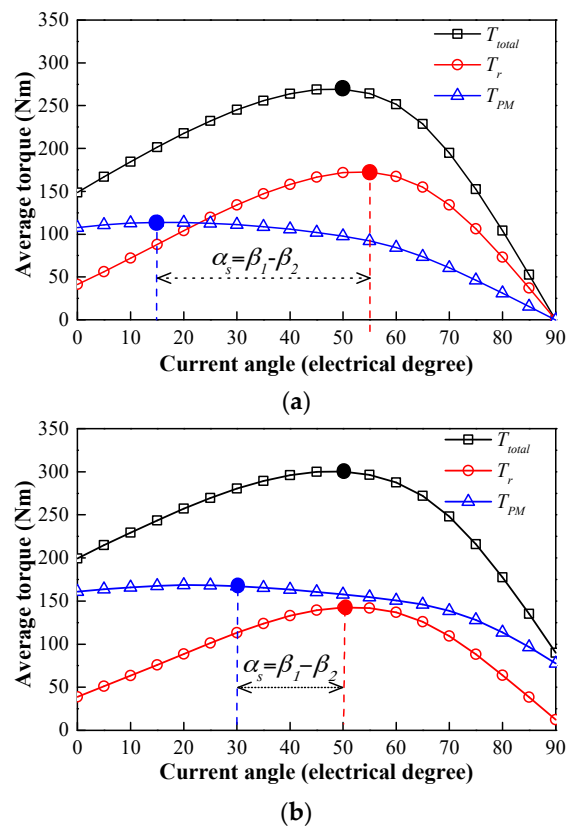 350
300
250
200
150
100
50
0
Average torque (Nm)
T_total
T_r
T_PM
α_s=β_1-β_2
0 10 20 30 40 50 60 70 80 90
Current angle (electrical degree)
(a)
350
300
250
200
150
100
50
0
Average torque (Nm)
T_total
T_r
T_PM
α_s=β_1-β_2
0 10 20 30 40 50 60 70 80 90
Current angle (electrical degree)
(b)